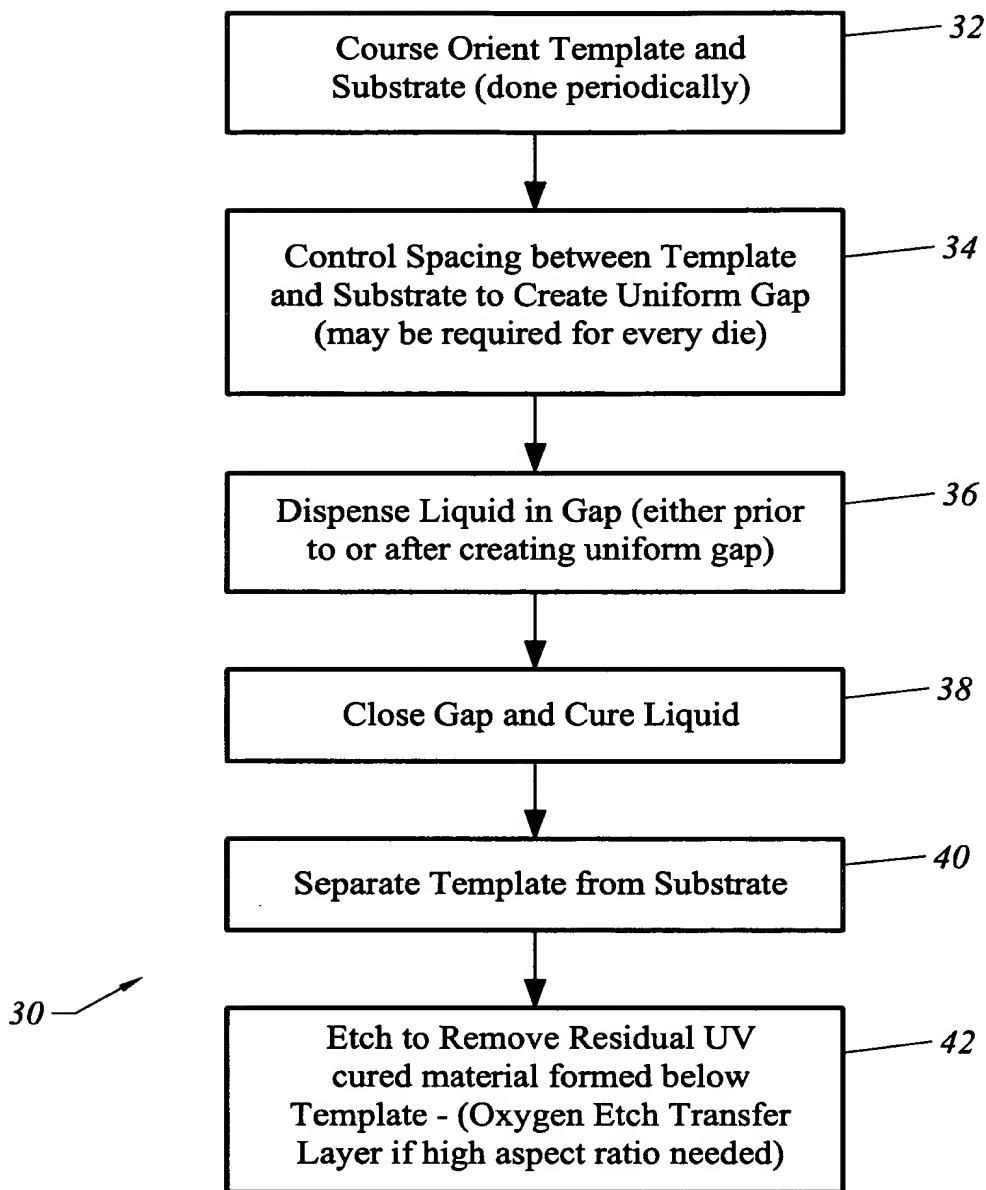 Course Orient Template and
Substrate (done periodically)
32
Control Spacing between Template
and Substrate to Create Uniform Gap
(may be required for every die)
34
Dispense Liquid in Gap (either prior
to or after creating uniform gap)
36
Close Gap and Cure Liquid
38
Separate Template from Substrate
40
30
Etch to Remove Residual UV
cured material formed below
Template - (Oxygen Etch Transfer
Layer if high aspect ratio needed)
42